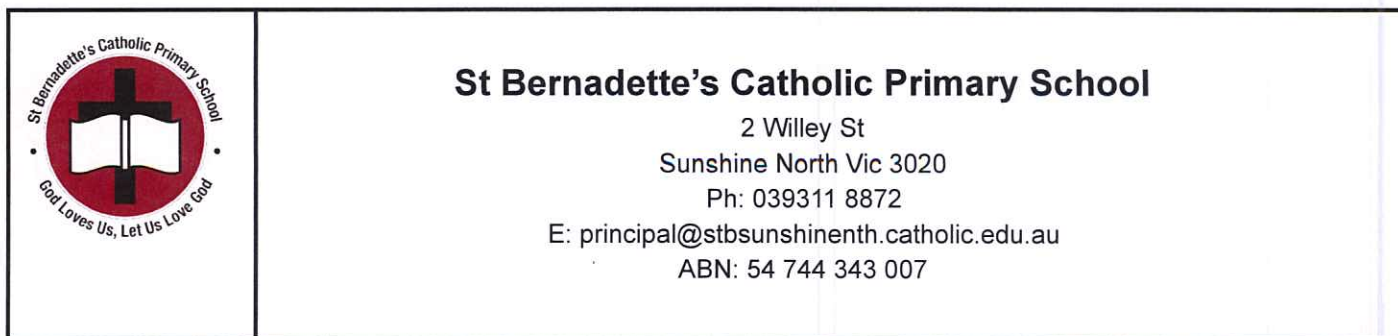 St Bernadette's Catholic Primary School
God Loves Us, Let Us Love God
St Bernadette's Catholic Primary School
2 Willey St
Sunshine North Vic 3020
Ph: 039311 8872
E: principal@stbsunshinenth.catholic.edu.au
ABN: 54 744 343 007